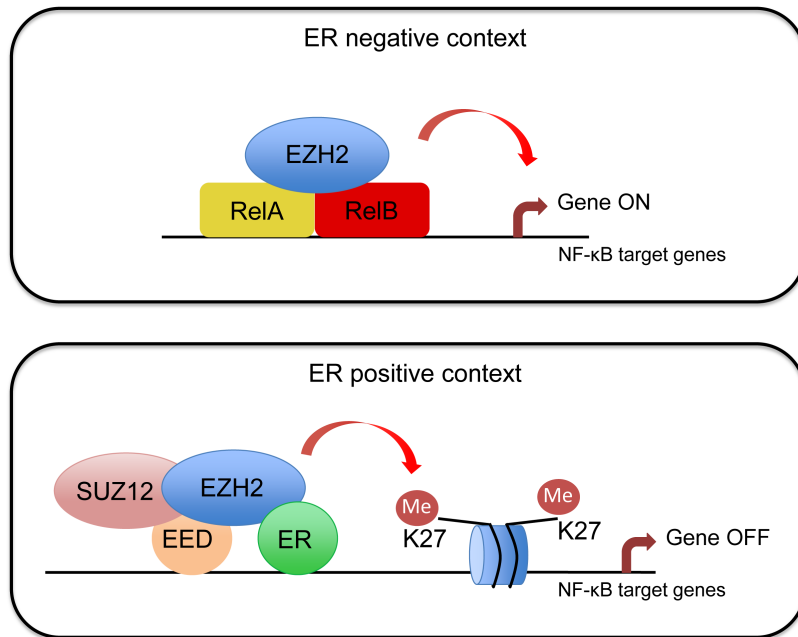 ER negative context
EZH2
RelA RelB
Gene ON
NF-κB target genes
ER positive context
SUZ12 EZH2
EED ER
Me Me
K27 K27
Gene OFF
NF-κB target genes